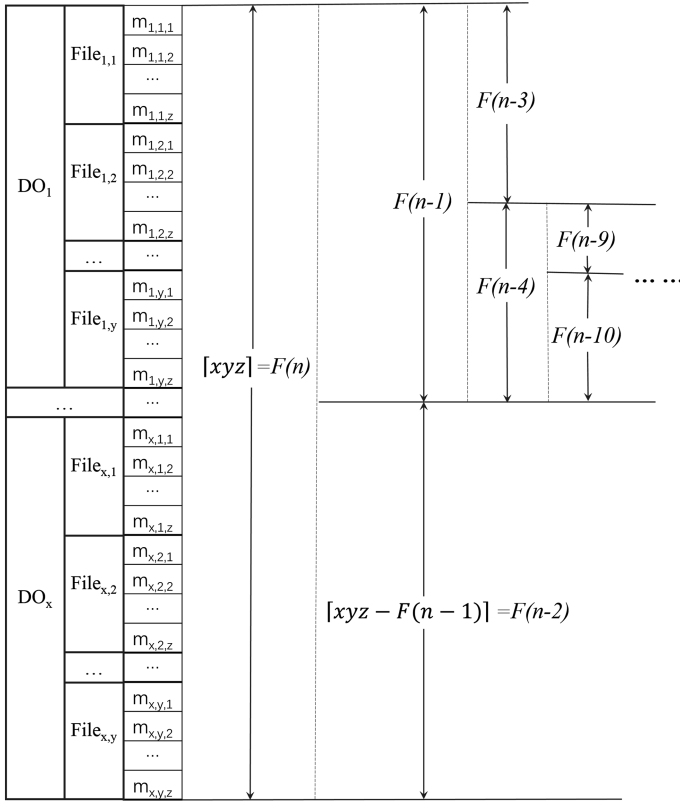 DO₁
File₁,₁
m₁,₁,₁
m₁,₁,₂
...
m₁,₁,z
File₁,₂
m₁,₂,₁
m₁,₂,₂
...
m₁,₂,z
...
...
File₁,y
m₁,y,₁
m₁,y,₂
...
m₁,y,z
...
...
DOₓ
Fileₓ,₁
mₓ,₁,₁
mₓ,₁,₂
...
mₓ,₁,z
Fileₓ,₂
mₓ,₂,₁
mₓ,₂,₂
...
mₓ,₂,z
...
...
Fileₓ,y
mₓ,y,₁
mₓ,y,₂
...
mₓ,y,z
⌈xyz⌉=F(n)
F(n-1)
⌈xyz − F(n − 1)⌉=F(n-2)
F(n-3)
F(n-4)
F(n-9)
F(n-10)
... ...